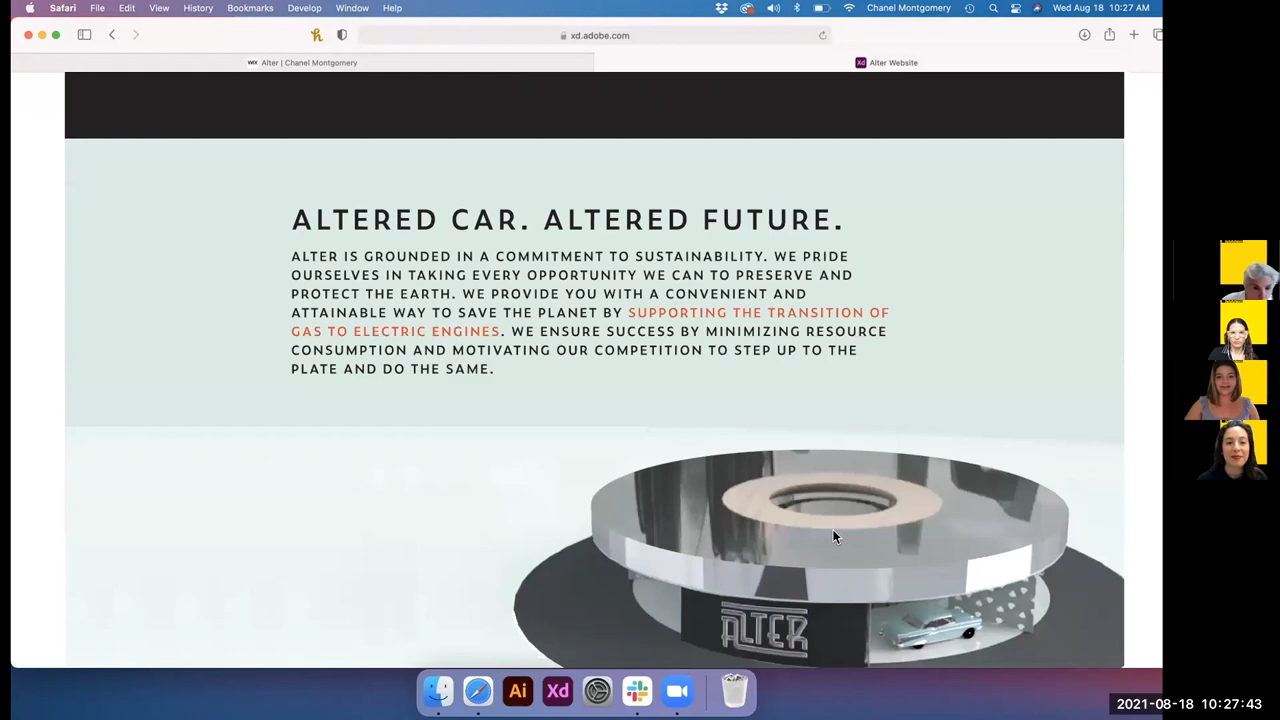 Safari File Edit View History Bookmarks Develop Window Help Chanel Montgomery Wed Aug 18 10:27 AM
xd.adobe.com
WiX Alter | Chanel Montgomery Xd Alter Website
ALTERED CAR. ALTERED FUTURE.
ALTER IS GROUNDED IN A COMMITMENT TO SUSTAINABILITY. WE PRIDE
OURSELVES IN TAKING EVERY OPPORTUNITY WE CAN TO PRESERVE AND
PROTECT THE EARTH. WE PROVIDE YOU WITH A CONVENIENT AND
ATTAINABLE WAY TO SAVE THE PLANET BY SUPPORTING THE TRANSITION OF
GAS TO ELECTRIC ENGINES. WE ENSURE SUCCESS BY MINIMIZING RESOURCE
CONSUMPTION AND MOTIVATING OUR COMPETITION TO STEP UP TO THE
PLATE AND DO THE SAME.
ALTER
Ai Xd
2021-08-18 10:27:43